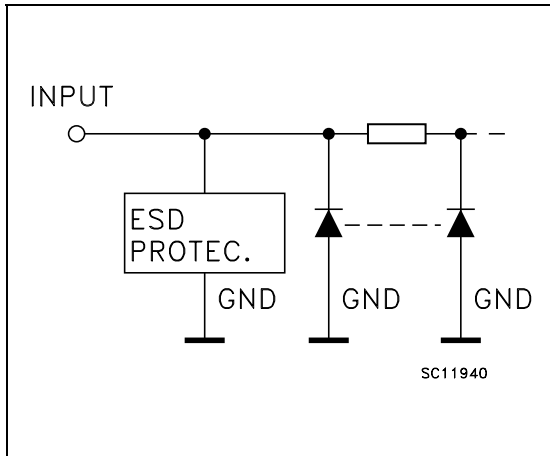 INPUT
ESD
PROTEC.
GND
GND
GND
SC11940